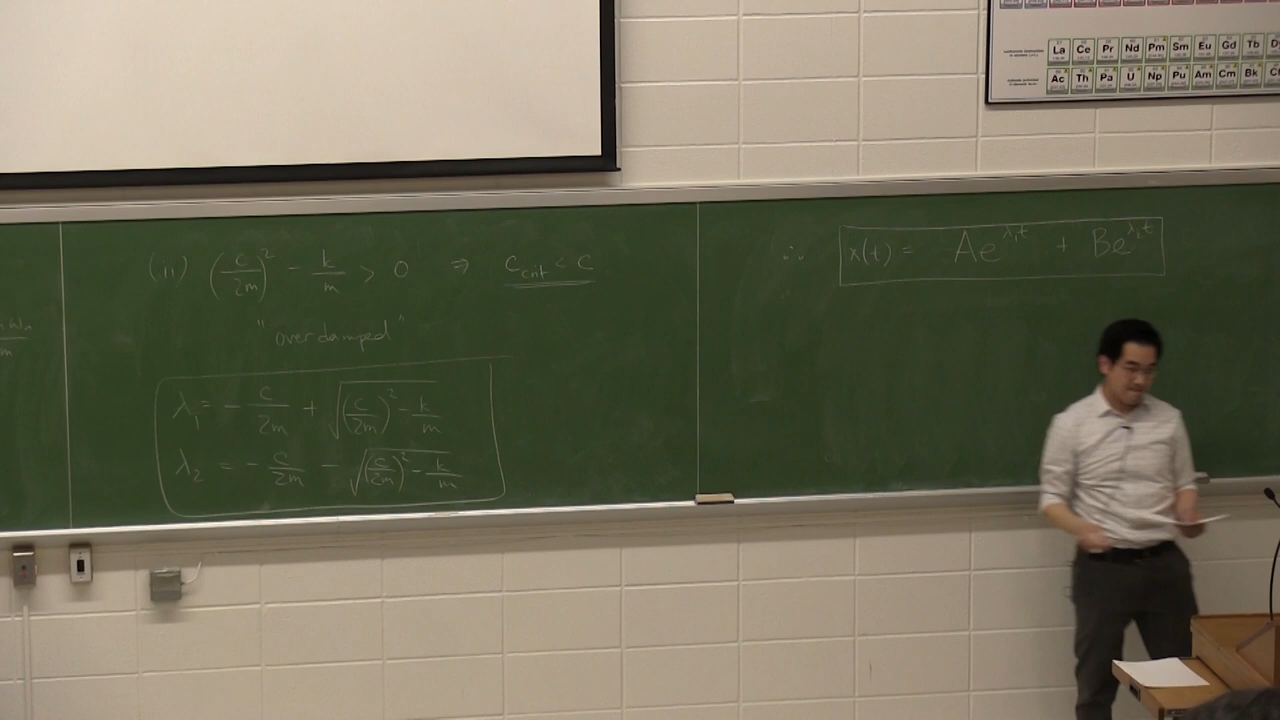 (ii) (c/2m)² - k/m > 0 ⇒ C_crit < C
"overdamped"
λ₁ = - c/2m + √((c/2m)² - k/m)
λ₂ = - c/2m - √((c/2m)² - k/m)
∴ x(t) = Ae^{λ₁t} + Be^{λ₂t}
La Ce Pr Nd Pm Sm Eu Gd Tb
Ac Th Pa U Np Pu Am Cm Bk